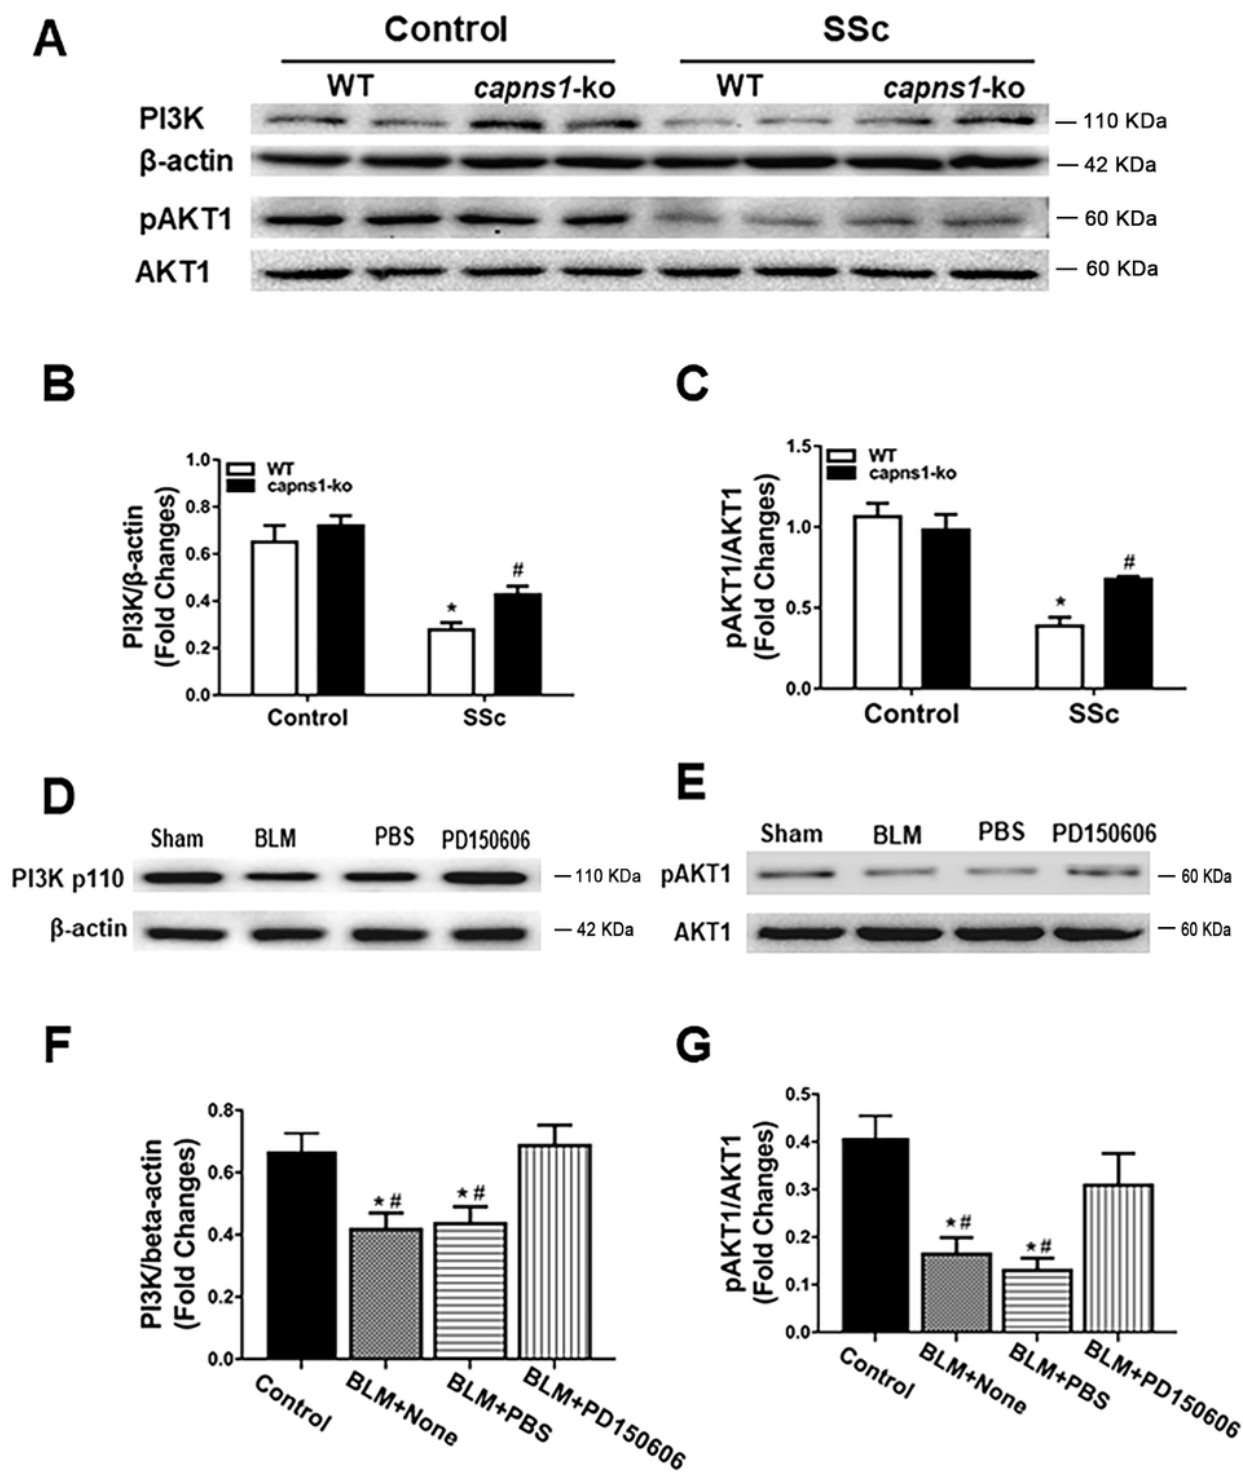 A
Control SSc
WT capns1-ko WT capns1-ko
PI3K 110 KDa
β-actin 42 KDa
pAKT1 60 KDa
AKT1 60 KDa
B
PI3K/β-actin
(Fold Changes)
1.0
0.8
0.6
0.4
0.2
0.0
WT
capns1-ko
* #
Control SSc
C
pAKT1/AKT1
(Fold Changes)
1.5
1.0
0.5
0.0
WT
capns1-ko
* #
Control SSc
D
Sham BLM PBS PD150606
PI3K p110 110 KDa
β-actin 42 KDa
E
Sham BLM PBS PD150606
pAKT1 60 KDa
AKT1 60 KDa
F
PI3K/beta-actin
(Fold Changes)
0.8
0.6
0.4
0.2
0.0
*# *#
Control BLM+None BLM+PBS BLM+PD150606
G
pAKT1/AKT1
(Fold Changes)
0.5
0.4
0.3
0.2
0.1
0.0
*# *#
Control BLM+None BLM+PBS BLM+PD150606